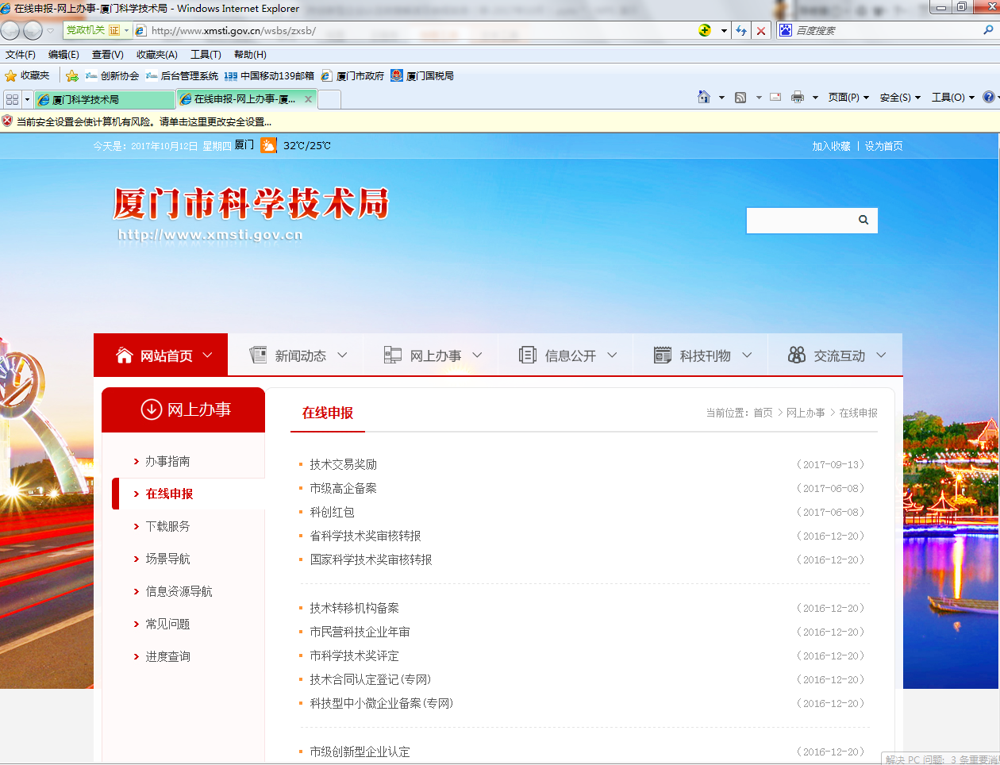 在线申报-网上办事-厦门科学技术局 - Windows Internet Explorer
党政机关 证 http://www.xmsti.gov.cn/wsbs/zxsb/ 百度搜索
文件(F) 编辑(E) 查看(V) 收藏夹(A) 工具(T) 帮助(H)
收藏夹 创新协会 后台管理系统 139 中国移动139邮箱 厦门市政府 厦门国税局
厦门科学技术局 在线申报-网上办事-厦... 页面(P) 安全(S) 工具(O)
当前安全设置会使计算机有风险。请单击这里更改安全设置...
今天是：2017年10月12日 星期四 厦门 32℃/25℃ 加入收藏 | 设为首页
厦门市科学技术局
http://www.xmsti.gov.cn
网站首页 新闻动态 网上办事 信息公开 科技刊物 交流互动
网上办事
办事指南
在线申报
下载服务
场景导航
信息资源导航
常见问题
进度查询
在线申报 当前位置：首页 > 网上办事 > 在线申报
技术交易奖励 （2017-09-13）
市级高企备案 （2017-06-08）
科创红包 （2017-06-08）
省科学技术奖审核转报 （2016-12-20）
国家科学技术奖审核转报 （2016-12-20）
技术转移机构备案 （2016-12-20）
市民营科技企业年审 （2016-12-20）
市科学技术奖评定 （2016-12-20）
技术合同认定登记(专网) （2016-12-20）
科技型中小微企业备案(专网) （2016-12-20）
市级创新型企业认定 （2016-12-20）
解决 PC 问题: 3 条重要消